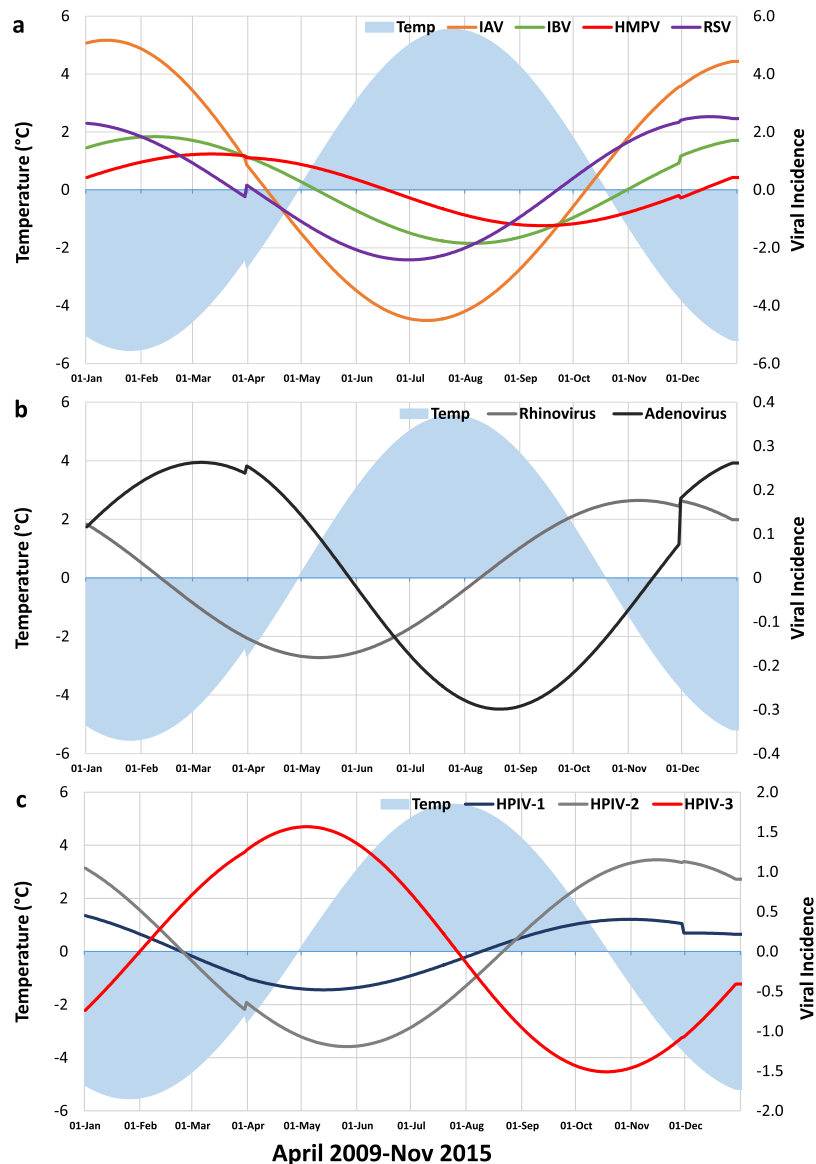 a
Temp IAV IBV HMPV RSV
Temperature (°C)
6
4
2
0
-2
-4
-6
6.0
4.0
2.0
0.0
-2.0
-4.0
-6.0
Viral Incidence
01-Jan 01-Feb 01-Mar 01-Apr 01-May 01-Jun 01-Jul 01-Aug 01-Sep 01-Oct 01-Nov 01-Dec
b
Temp Rhinovirus Adenovirus
Temperature (°C)
6
4
2
0
-2
-4
-6
0.4
0.3
0.2
0.1
0
-0.1
-0.2
-0.3
-0.4
Viral Incidence
01-Jan 01-Feb 01-Mar 01-Apr 01-May 01-Jun 01-Jul 01-Aug 01-Sep 01-Oct 01-Nov 01-Dec
c
Temp HPIV-1 HPIV-2 HPIV-3
Temperature (°C)
6
4
2
0
-2
-4
-6
2.0
1.5
1.0
0.5
0.0
-0.5
-1.0
-1.5
-2.0
Viral Incidence
01-Jan 01-Feb 01-Mar 01-Apr 01-May 01-Jun 01-Jul 01-Aug 01-Sep 01-Oct 01-Nov 01-Dec
April 2009-Nov 2015